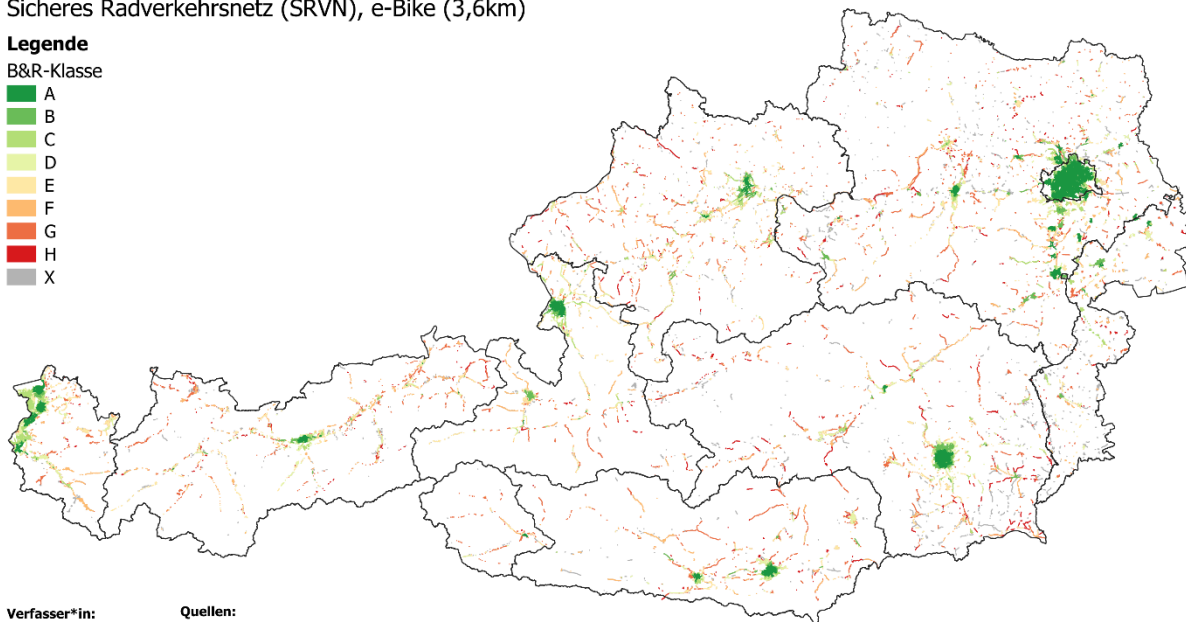 Sicheres Radverkehrsnetz (SRVN), e-Bike (3,6km)
Legende
B&R-Klasse
A
B
C
D
E
F
G
H
X
Verfasser*in: Quellen: